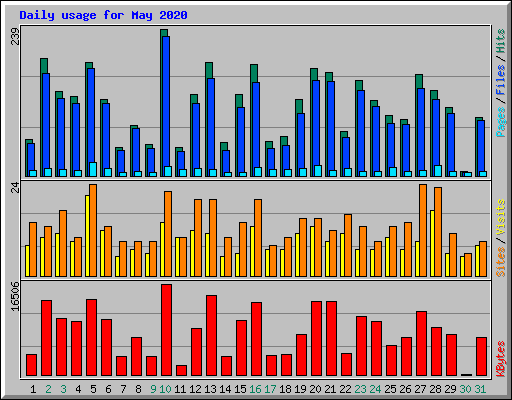 Daily usage for May 2020
239
Pages / Files / Hits
24
Sites / Visits
16506
KBytes
1 2 3 4 5 6 7 8 9 10 11 12 13 14 15 16 17 18 19 20 21 22 23 24 25 26 27 28 29 30 31